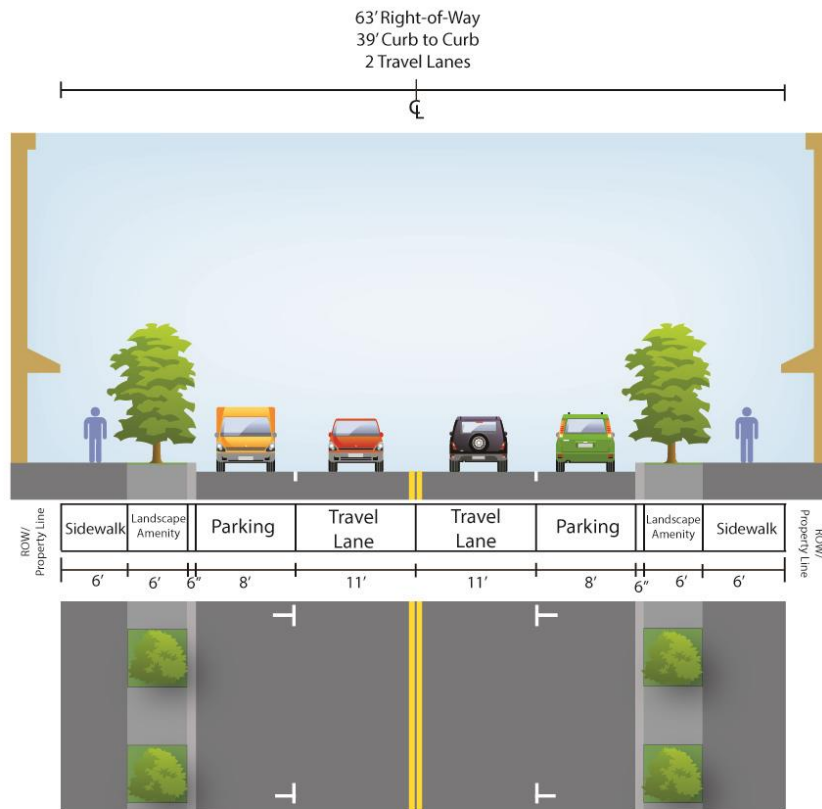 63' Right-of-Way
39' Curb to Curb
2 Travel Lanes
℄
ROW/
Property Line
Sidewalk
Landscape
Amenity
Parking
Travel
Lane
Travel
Lane
Parking
Landscape
Amenity
Sidewalk
ROW/
Property Line
6'
6'
6"
8'
11'
11'
8'
6"
6'
6'